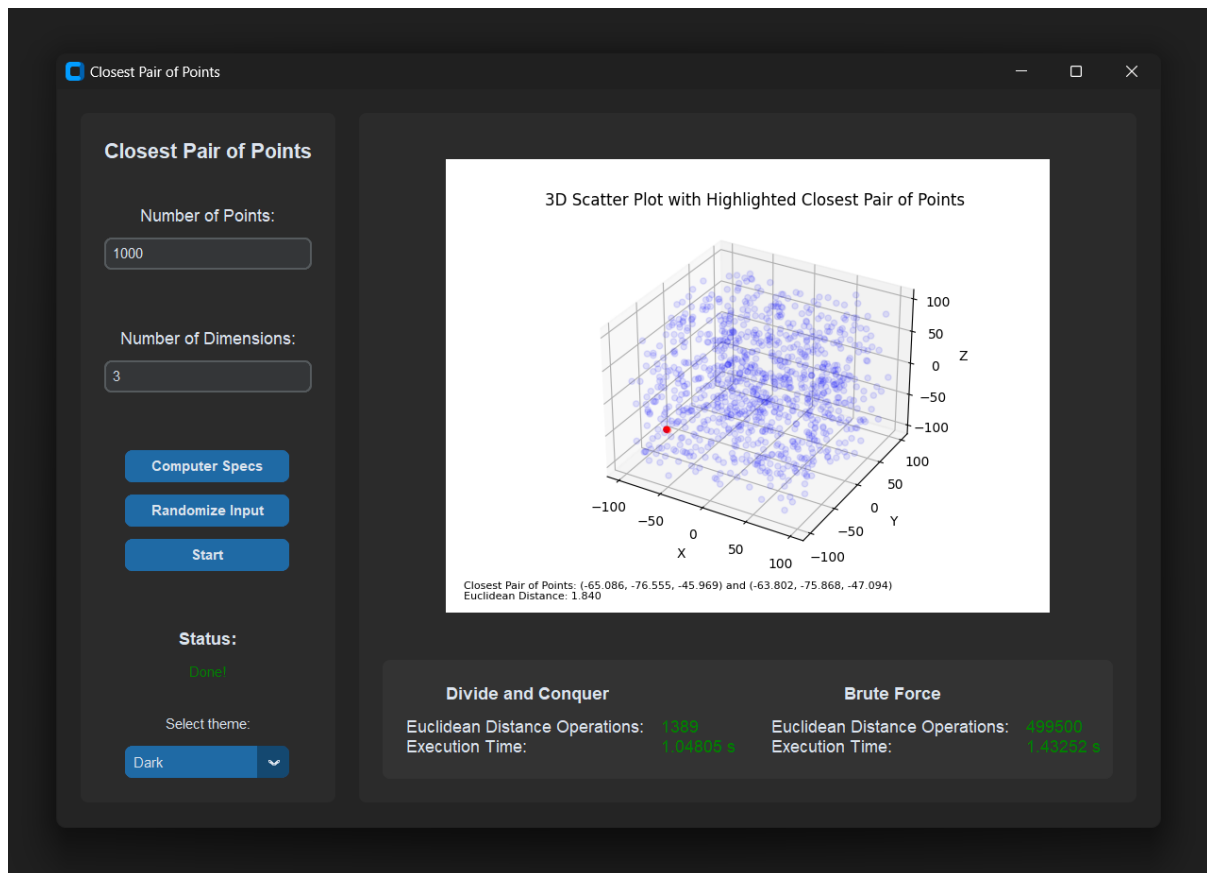 Closest Pair of Points
Closest Pair of Points
Number of Points:
1000
Number of Dimensions:
3
Computer Specs
Randomize Input
Start
Status:
Done!
Select theme:
Dark
3D Scatter Plot with Highlighted Closest Pair of Points
100
50
0
Z
−50
−100
100
50
0
Y
−50
−100
−100
−50
0
X
50
100
Closest Pair of Points: (-65.086, -76.555, -45.969) and (-63.802, -75.868, -47.094)
Euclidean Distance: 1.840
Divide and Conquer
Euclidean Distance Operations: 1389
Execution Time: 1.04805 s
Brute Force
Euclidean Distance Operations: 499500
Execution Time: 1.43252 s